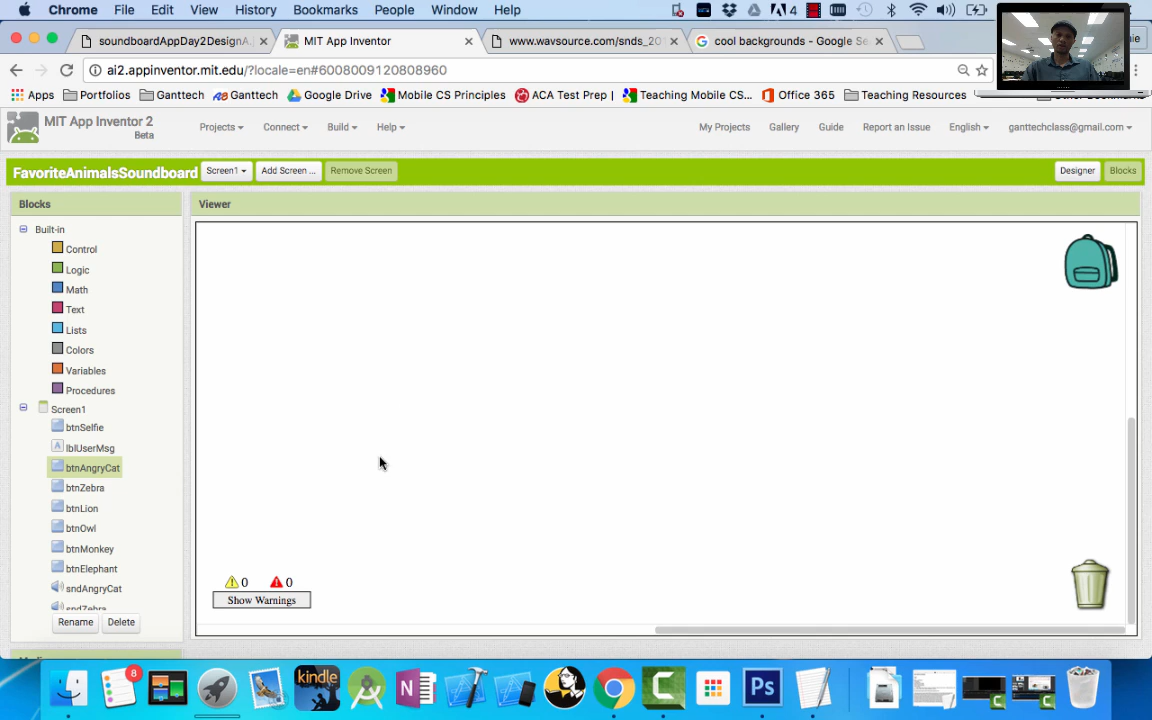 Chrome File Edit View History Bookmarks People Window Help
4
soundboardAppDay2DesignA
MIT App Inventor
www.wavsource.com/snds_20
cool backgrounds - Google Se
ai2.appinventor.mit.edu/?locale=en#6008009120808960
Apps Portfolios Ganttech Ganttech Google Drive Mobile CS Principles ACA Test Prep | Teaching Mobile CS... Office 365 Teaching Resources
MIT App Inventor 2
Beta
Projects Connect Build Help My Projects Gallery Guide Report an Issue English ganttechclass@gmail.com
FavoriteAnimalsSoundboard Screen1 Add Screen ... Remove Screen Designer Blocks
Blocks
Viewer
Built-in
Control
Logic
Math
Text
Lists
Colors
Variables
Procedures
Screen1
btnSelfie
A lblUserMsg
btnAngryCat
btnZebra
btnLion
btnOwl
btnMonkey
btnElephant
sndAngryCat
sndZebra
Rename Delete
0 0
Show Warnings
8
kindle
N
C
Ps